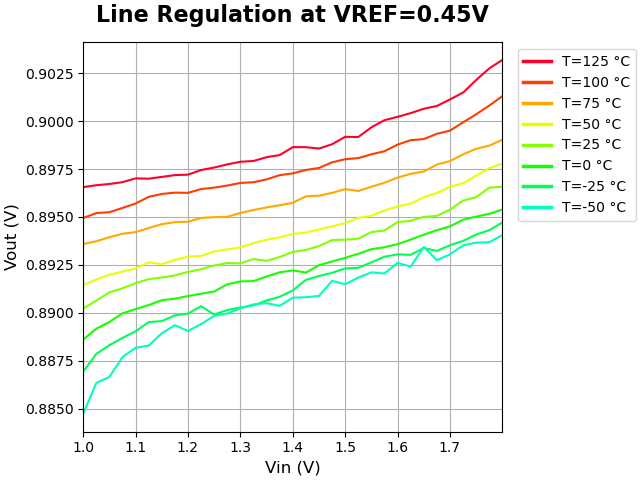 Line Regulation at VREF=0.45V
Vout (V)
0.9025
0.9000
0.8975
0.8950
0.8925
0.8900
0.8875
0.8850
1.0 1.1 1.2 1.3 1.4 1.5 1.6 1.7
Vin (V)
T=125 °C
T=100 °C
T=75 °C
T=50 °C
T=25 °C
T=0 °C
T=-25 °C
T=-50 °C